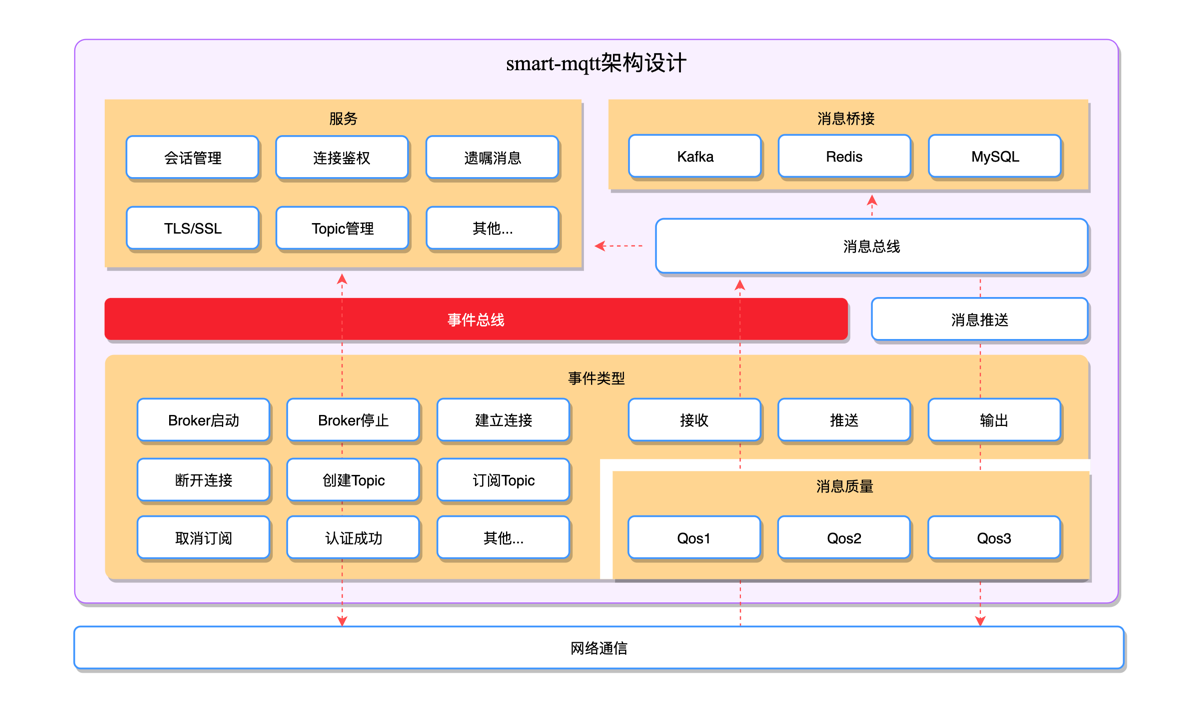 smart-mqtt架构设计
服务
会话管理
连接鉴权
遗嘱消息
TLS/SSL
Topic管理
其他...
消息桥接
Kafka
Redis
MySQL
消息总线
事件总线
消息推送
事件类型
Broker启动
Broker停止
建立连接
接收
推送
输出
断开连接
创建Topic
订阅Topic
取消订阅
认证成功
其他...
消息质量
Qos1
Qos2
Qos3
网络通信